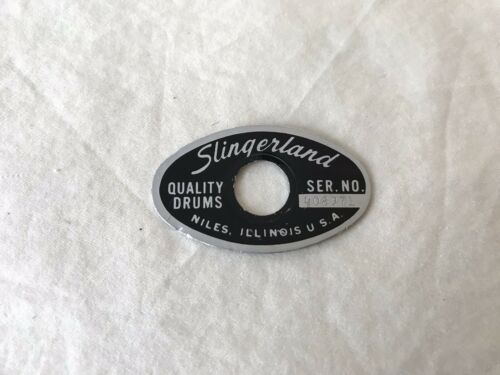 Slingerland
QUALITY
DRUMS
SER. NO.
NILES, ILLINOIS U.S.A.